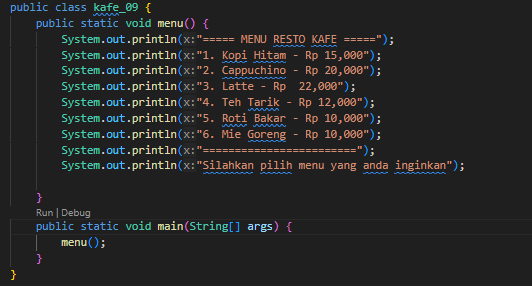 public class kafe_09 {
public static void menu() {
System.out.println(x:"===== MENU RESTO KAFE =====");
System.out.println(x:"1. Kopi Hitam - Rp 15,000");
System.out.println(x:"2. Cappuchino - Rp 20,000");
System.out.println(x:"3. Latte - Rp  22,000");
System.out.println(x:"4. Teh Tarik - Rp 12,000");
System.out.println(x:"5. Roti Bakar - Rp 10,000");
System.out.println(x:"6. Mie Goreng - Rp 10,000");
System.out.println(x:"========================");
System.out.println(x:"Silahkan pilih menu yang anda inginkan");
}
Run | Debug
public static void main(String[] args) {
menu();
}
}